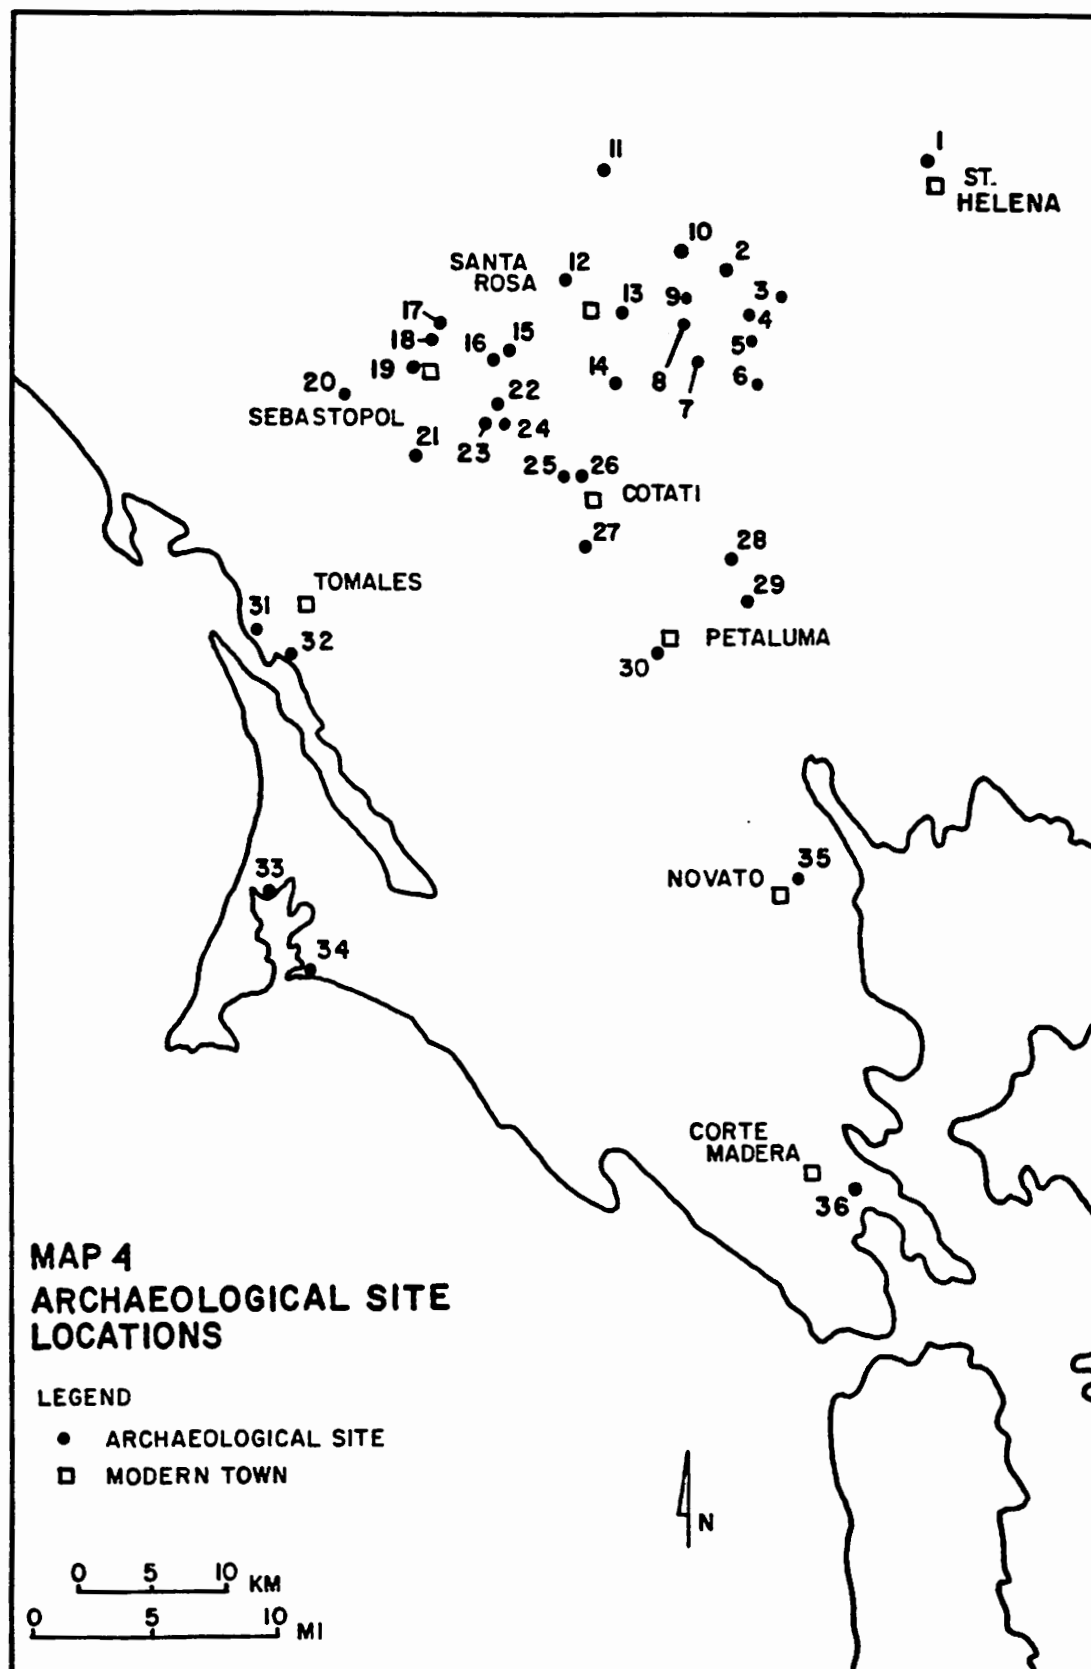 11
1
ST.
HELENA
10
2
SANTA
ROSA
12
13
9
3
4
17
18
16
15
5
19
14
8
6
20
7
22
SEBASTOPOL
23
24
21
25
26
COTATI
27
28
TOMALES
29
31
32
PETALUMA
30
33
35
NOVATO
34
CORTE
MADERA
36
MAP 4
ARCHAEOLOGICAL SITE
LOCATIONS
LEGEND
ARCHAEOLOGICAL SITE
MODERN TOWN
N
0 5 10 KM
0 5 10 MI